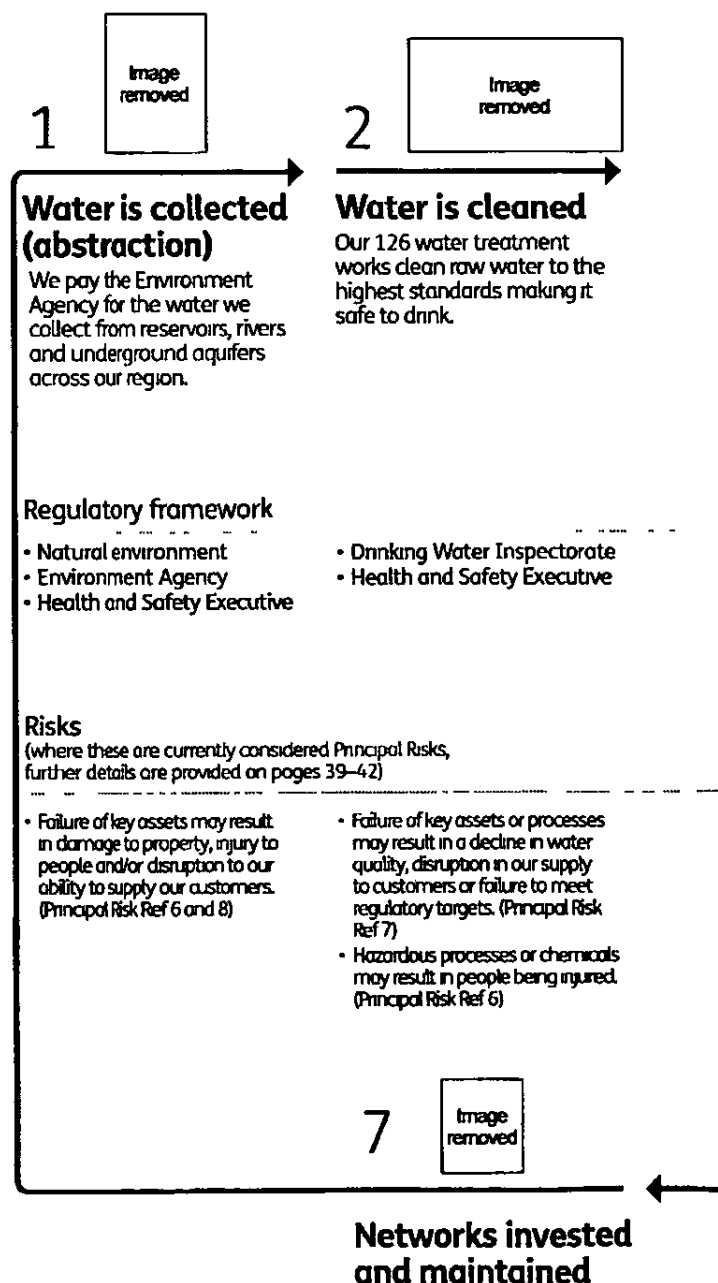 Image
removed
1
Water is collected
(abstraction)
We pay the Environment
Agency for the water we
collect from reservoirs, rivers
and underground aquifers
across our region.
Image
removed
2
Water is cleaned
Our 126 water treatment
works clean raw water to the
highest standards making it
safe to drink.
Regulatory framework
• Natural environment
• Environment Agency
• Health and Safety Executive
• Drinking Water Inspectorate
• Health and Safety Executive
Risks
(where these are currently considered Principal Risks,
further details are provided on pages 39–42)
• Failure of key assets may result
in damage to property, injury to
people and/or disruption to our
ability to supply our customers.
(Principal Risk Ref 6 and 8)
• Failure of key assets or processes
may result in a decline in water
quality, disruption in our supply
to customers or failure to meet
regulatory targets. (Principal Risk
Ref 7)
• Hazardous processes or chemicals
may result in people being injured.
(Principal Risk Ref 6)
7
Image
removed
Networks invested
and maintained